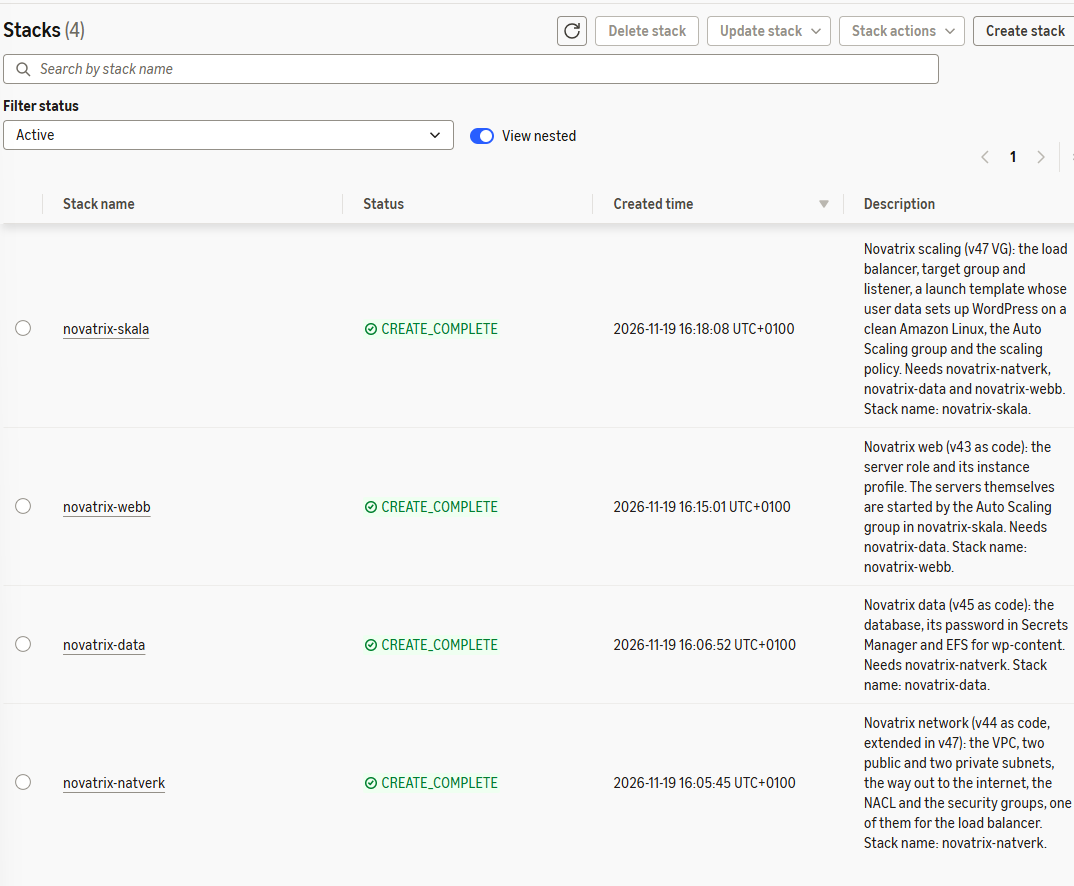 Stacks (4)
Delete stack
Update stack
Stack actions
Create stack
Search by stack name
Filter status
Active
View nested
1
Stack name
Status
Created time
Description
novatrix-skala
CREATE_COMPLETE
2026-11-19 16:18:08 UTC+0100
Novatrix scaling (v47 VG): the load
balancer, target group and
listener, a launch template whose
user data sets up WordPress on a
clean Amazon Linux, the Auto
Scaling group and the scaling
policy. Needs novatrix-natverk,
novatrix-data and novatrix-webb.
Stack name: novatrix-skala.
novatrix-webb
CREATE_COMPLETE
2026-11-19 16:15:01 UTC+0100
Novatrix web (v43 as code): the
server role and its instance
profile. The servers themselves
are started by the Auto Scaling
group in novatrix-skala. Needs
novatrix-data. Stack name:
novatrix-webb.
novatrix-data
CREATE_COMPLETE
2026-11-19 16:06:52 UTC+0100
Novatrix data (v45 as code): the
database, its password in Secrets
Manager and EFS for wp-content.
Needs novatrix-natverk. Stack
name: novatrix-data.
novatrix-natverk
CREATE_COMPLETE
2026-11-19 16:05:45 UTC+0100
Novatrix network (v44 as code,
extended in v47): the VPC, two
public and two private subnets,
the way out to the internet, the
NACL and the security groups, one
of them for the load balancer.
Stack name: novatrix-natverk.